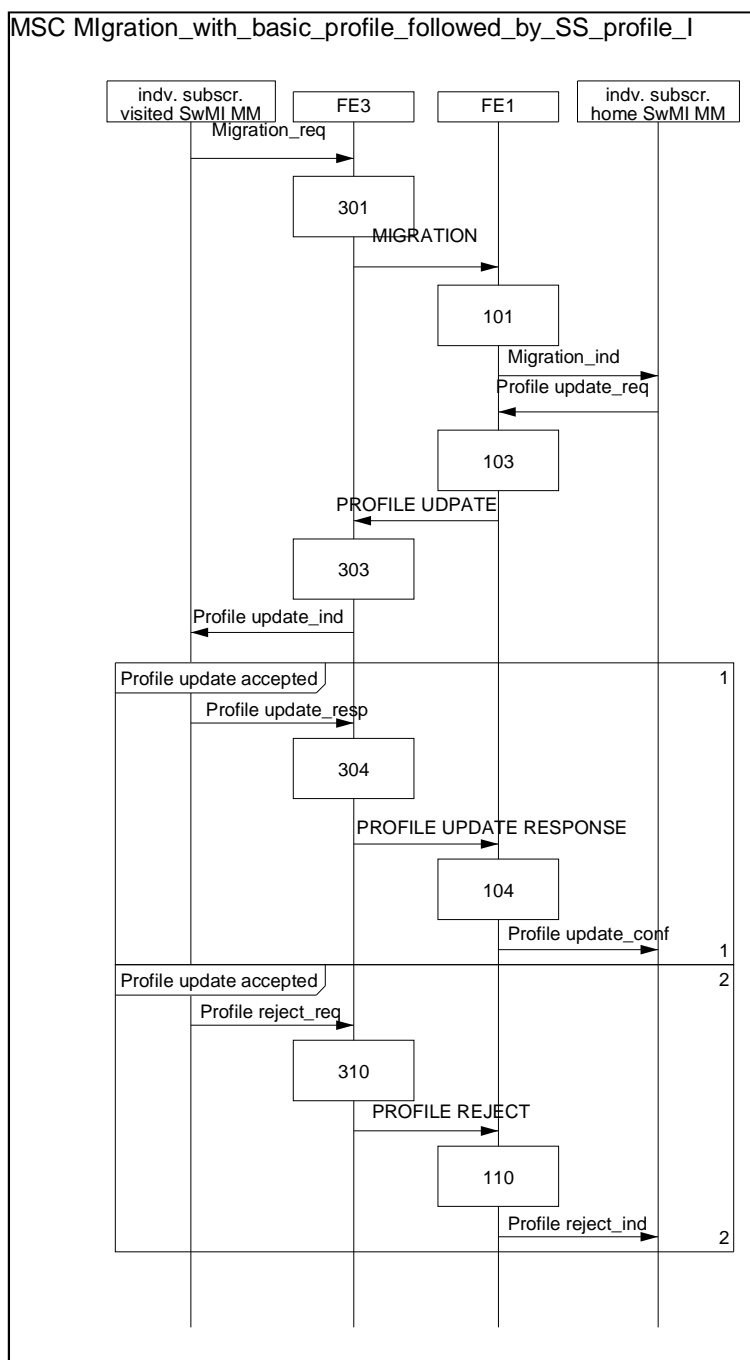 MSC MIgration_with_basic_profile_followed_by_SS_profile_I
indv. subscr.
visited SwMI MM
FE3
FE1
indv. subscr.
home SwMI MM
Migration_req
301
MIGRATION
101
Migration_ind
Profile update_req
103
PROFILE UDPATE
303
Profile update_ind
Profile update accepted
1
Profile update_resp
304
PROFILE UPDATE RESPONSE
104
Profile update_conf
1
Profile update accepted
2
Profile reject_req
310
PROFILE REJECT
110
Profile reject_ind
2